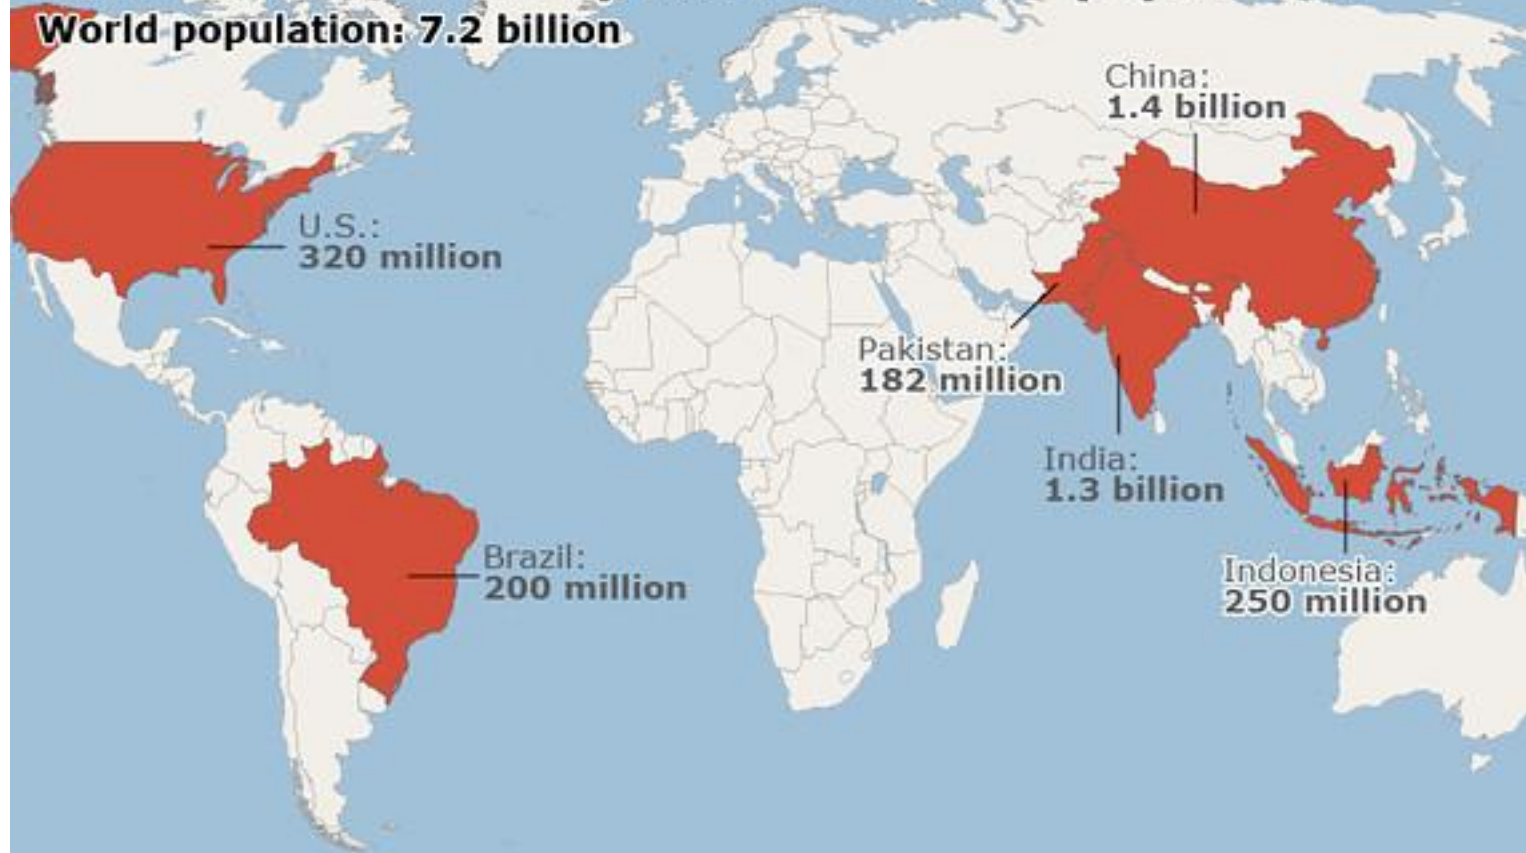 World population: 7.2 billion
China:
1.4 billion
U.S.:
320 million
Pakistan:
182 million
India:
1.3 billion
Brazil:
200 million
Indonesia:
250 million